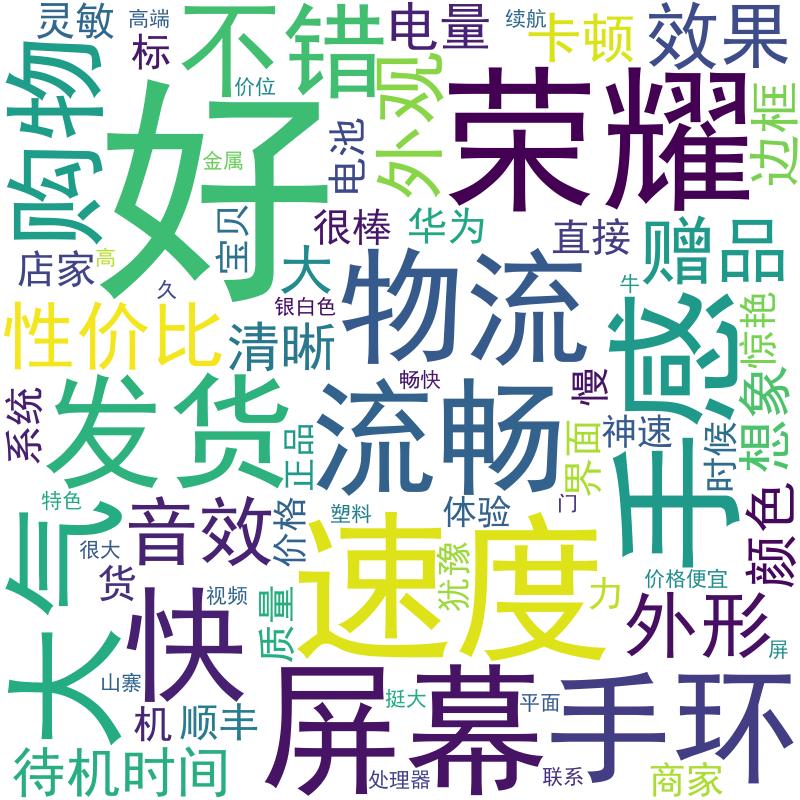 灵敏
高端
标
不错
电量
续航
卡顿
效果
购物
好
价位
金属
电池
外观
荣耀
边框
宝贝
很棒
华为
直接
赠品
店家
高
久
大
银白色
物流
牛
性价比
清晰
手感
惊艳
系统
发货
流畅
畅快
慢
想象
正品
界面
神速
时候
大气
特色
音效
价格
塑料
体验
门
颜色
很大
货
速度
犹豫
力
价格便宜
快
视频
质量
外形
屏
山寨
机
顺丰
屏幕
挺大
平面
手环
待机时间
处理器
联系
商家